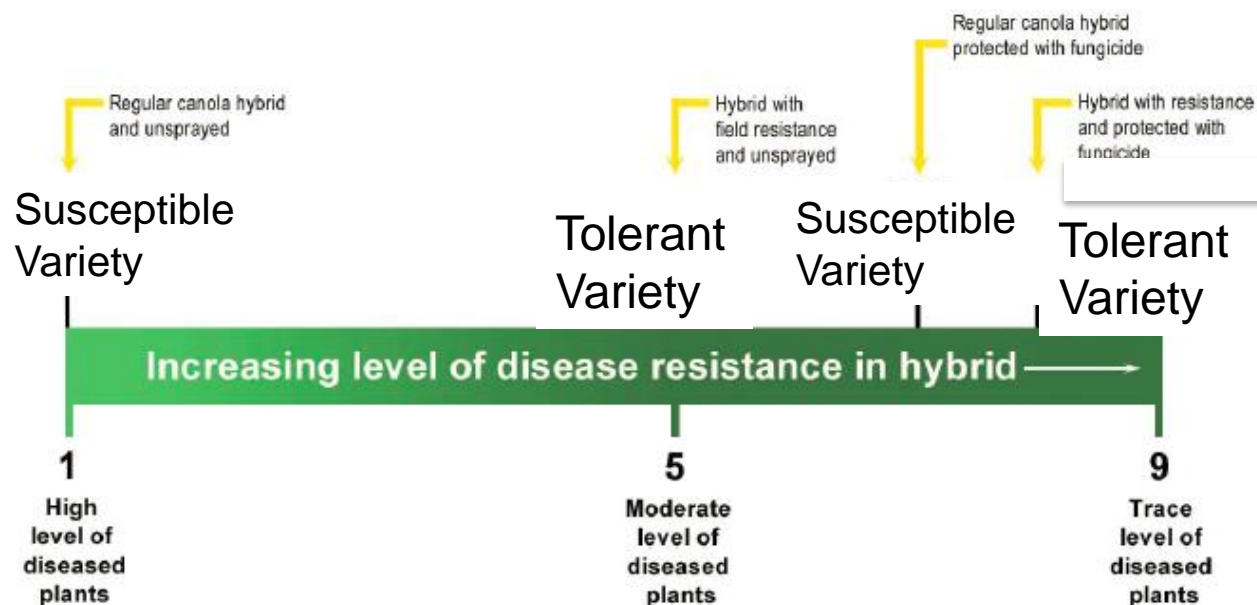 Regular canola hybrid
and unsprayed
Hybrid with
field resistance
and unsprayed
Regular canola hybrid
protected with fungicide
Hybrid with resistance
and protected with
fungicide
Susceptible
Variety
Tolerant
Variety
Susceptible
Variety
Tolerant
Variety
Increasing level of disease resistance in hybrid
1
High
level of
diseased
plants
5
Moderate
level of
diseased
plants
9
Trace
level of
diseased
plants